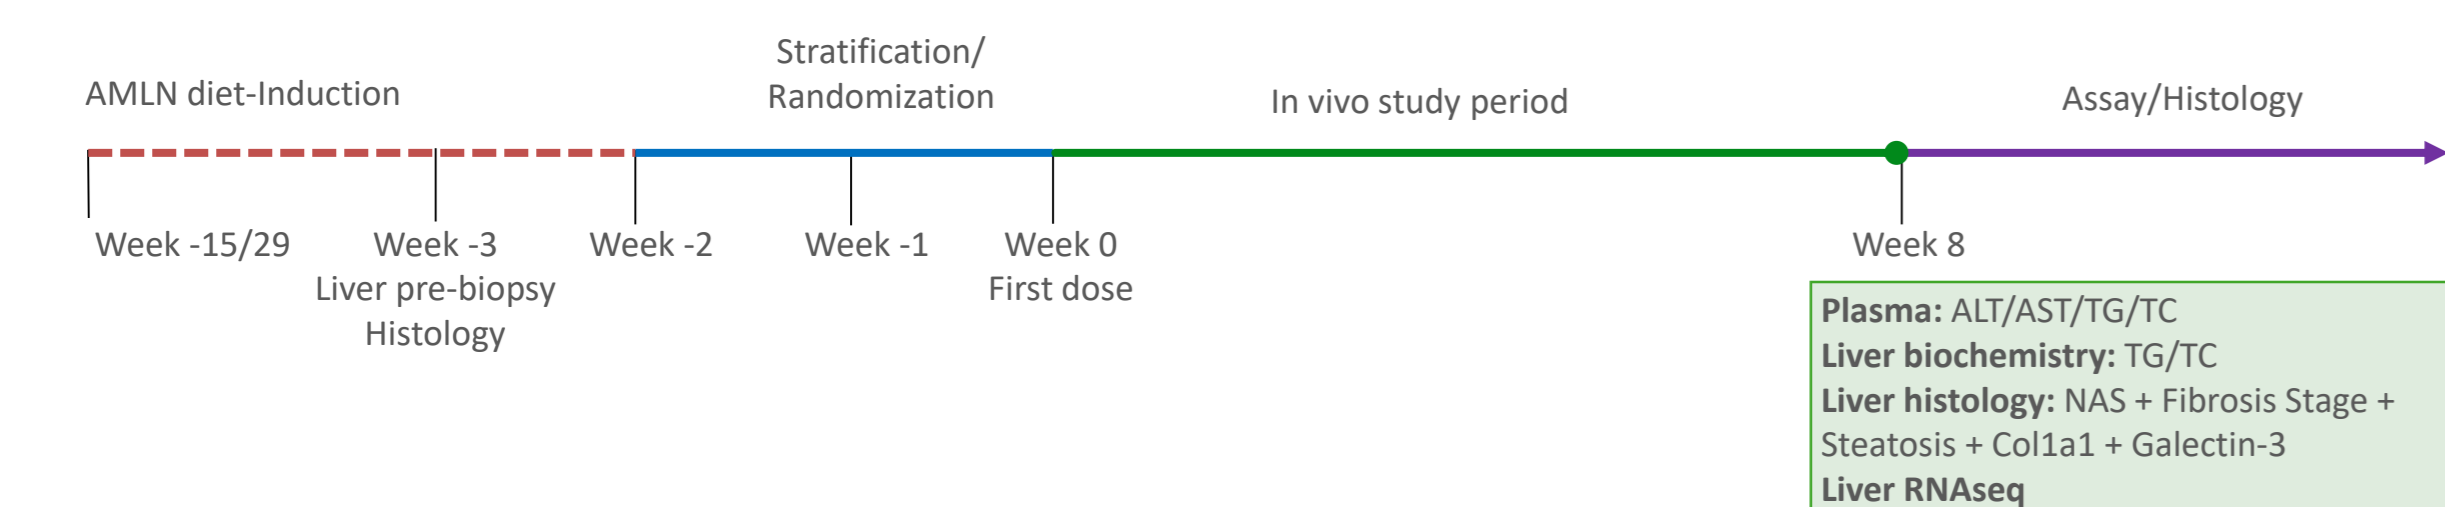 AMLN diet-Induction
Stratification/
Randomization
In vivo study period
Assay/Histology
Week -15/29
Week -3
Liver pre-biopsy
Histology
Week -2
Week -1
Week 0
First dose
Week 8
Plasma: ALT/AST/TG/TC
Liver biochemistry: TG/TC
Liver histology: NAS + Fibrosis Stage +
Steatosis + Col1a1 + Galectin-3
Liver RNAseq